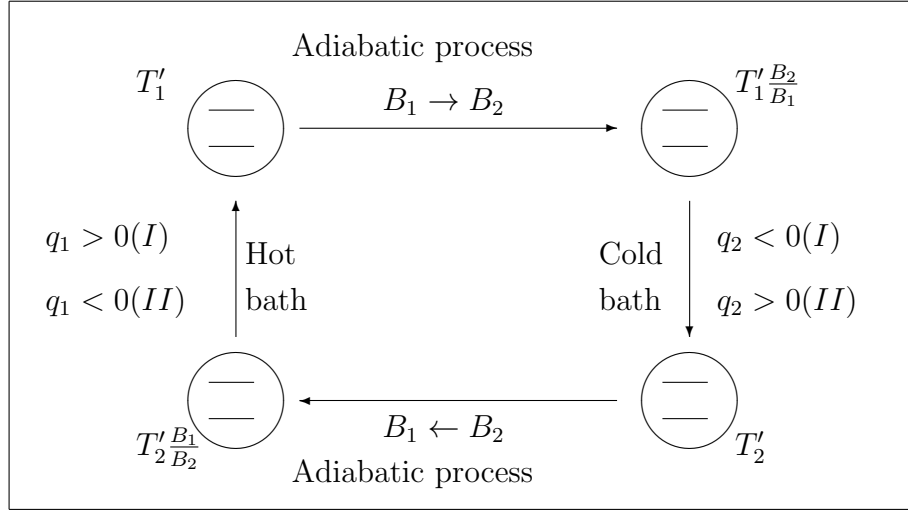 Adiabatic process
T′₁
B₁ → B₂
T′₁ B₂/B₁
q₁ > 0(I)
Hot
Cold
q₂ < 0(I)
q₁ < 0(II)
bath
bath
q₂ > 0(II)
T′₂ B₁/B₂
B₁ ← B₂
T′₂
Adiabatic process